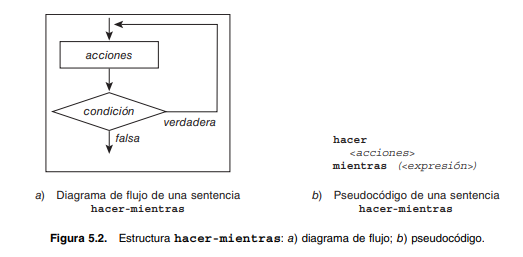 acciones
condición
verdadera
falsa
hacer
<acciones>
mientras (<expresión>)
a) Diagrama de flujo de una sentencia
hacer-mientras
b) Pseudocódigo de una sentencia
hacer-mientras
Figura 5.2. Estructura hacer-mientras: a) diagrama de flujo; b) pseudocódigo.